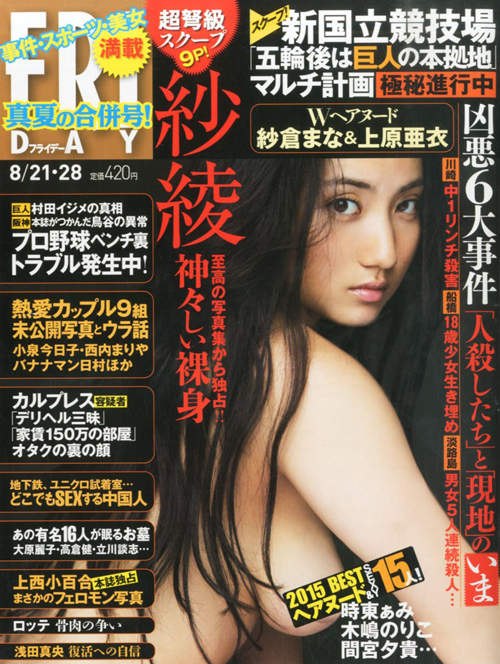 事件・スポーツ・美女
満載
FRI
DAY
フライデー
真夏の合併号!
8/21・28 定価420円
超弩級
スクープ
9P!
スクープ!
新国立競技場
「五輪後は巨人の本拠地」
マルチ計画 極秘進行中
Wヘアヌード
紗倉まな&上原亜衣
紗綾
神々しい裸身
至高の写真集から独占!!
凶悪6大事件
「人殺したち」と「現地」のいま
川崎 中1リンチ殺害
船橋 18歳少女生き埋め
淡路島 男女5人連続殺人…
巨人 村田イジメの真相
阪神 本誌がつかんだ鳥谷の異常
プロ野球ベンチ裏
トラブル発生中!
熱愛カップル9組
未公開写真とウラ話
小泉今日子・西内まりや
バナナマン日村ほか
カルプレス容疑者
「デリヘル三昧」
「家賃150万の部屋」
オタクの裏の顔
地下鉄、ユニクロ試着室…
どこでもSEXする中国人
あの有名16人が眠るお墓
大原麗子・高倉健・立川談志…
上西小百合 本誌独占
まさかのフェロモン写真
ロッテ 骨肉の争い
浅田真央 復活への自信
2015 BEST
ヘアヌード
SEXY
15人!
時東ぁみ
木嶋のりこ
間宮夕貴…